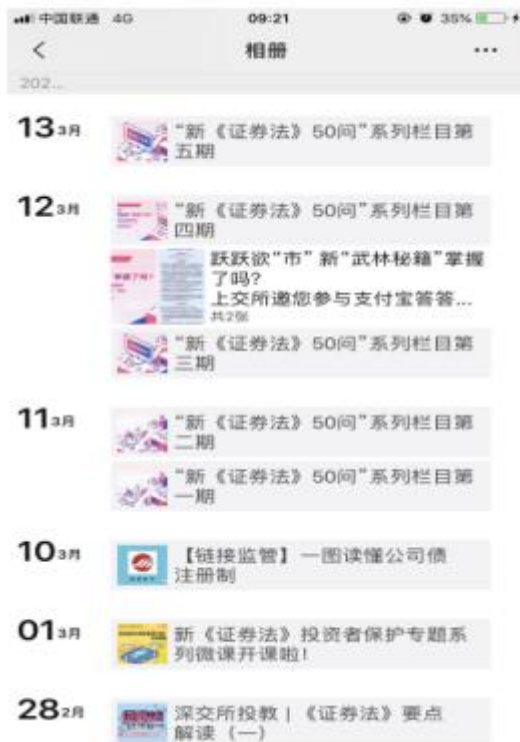 中国联通 4G 09:21 35%
相册
202...
13 3月
“新《证券法》50问”系列栏目第
五期
12 3月
“新《证券法》50问”系列栏目第
四期
跃跃欲“市”新“武林秘籍”掌握
了吗?
上交所邀您参与支付宝答答...
共2张
“新《证券法》50问”系列栏目第
三期
11 3月
“新《证券法》50问”系列栏目第
二期
“新《证券法》50问”系列栏目第
一期
10 3月
【链接监管】一图读懂公司债
注册制
01 3月
新《证券法》投资者保护专题系
列微课开课啦!
28 2月
深交所投教 | 《证券法》要点
解读（一）